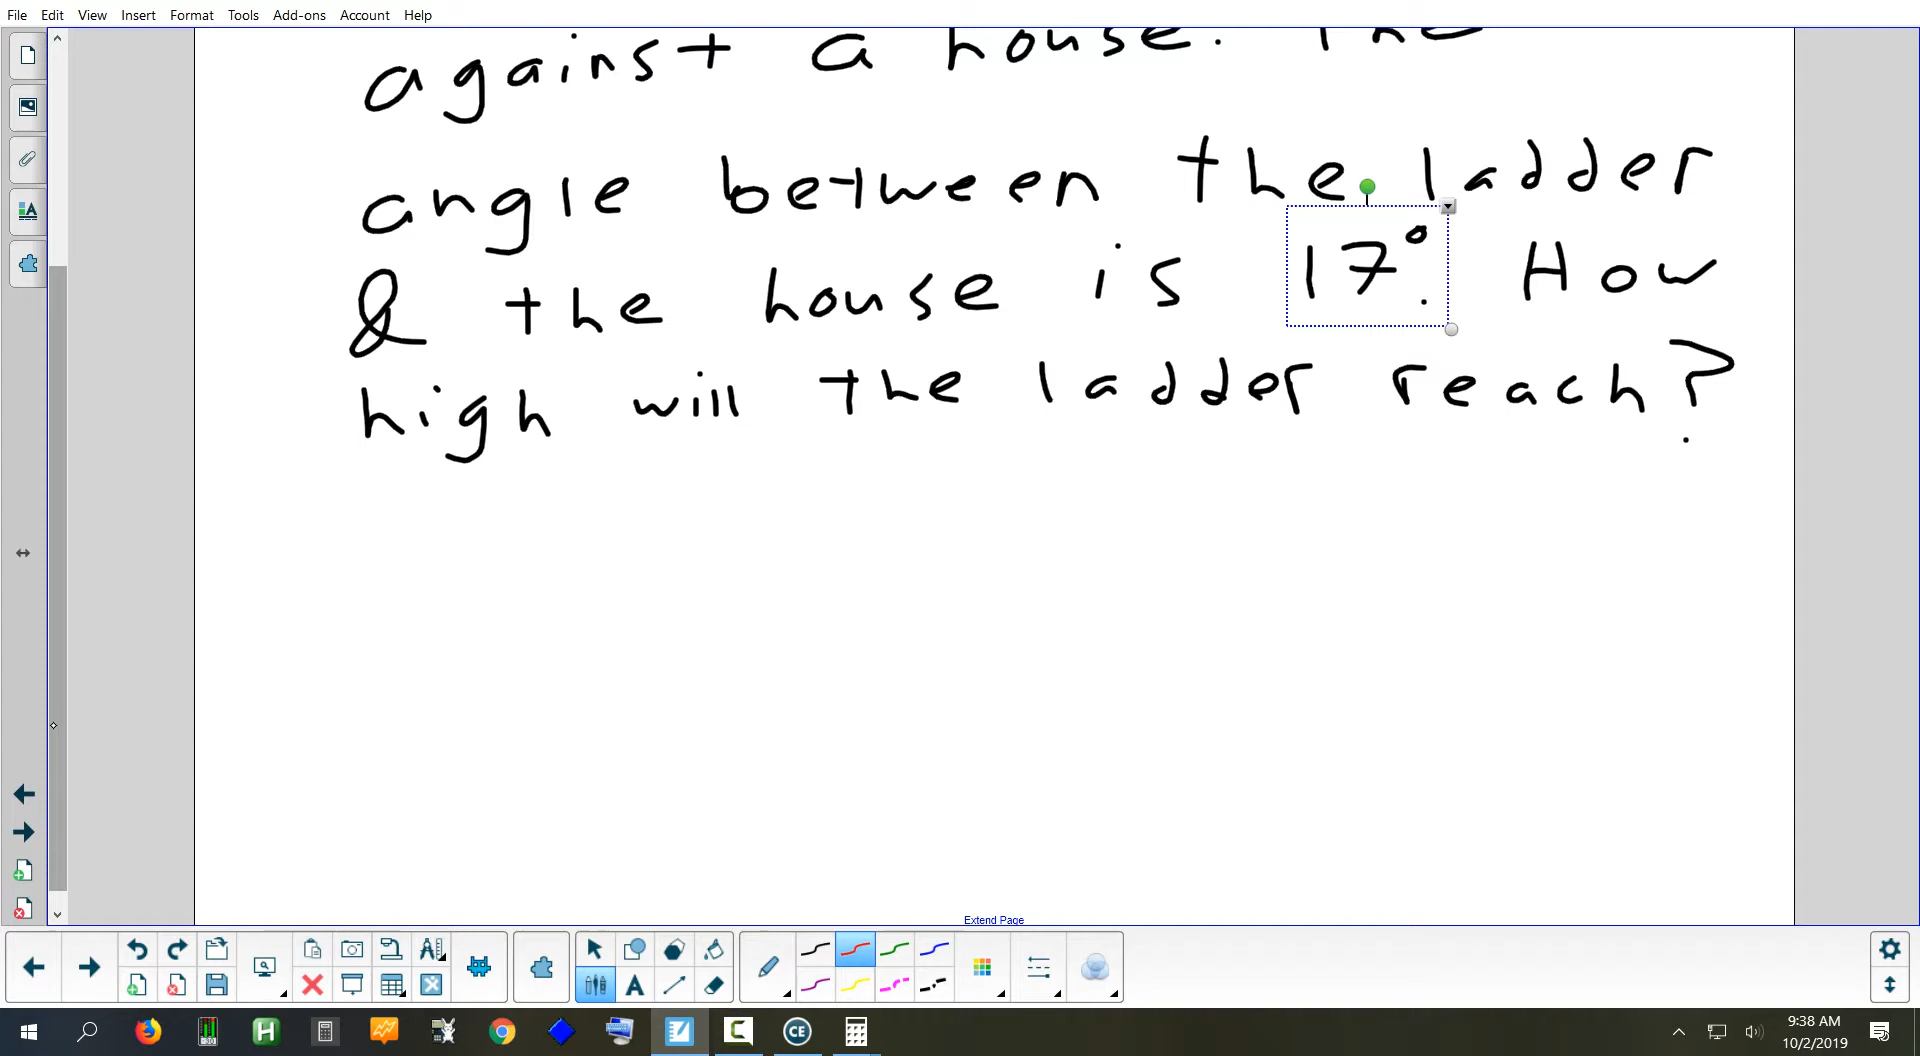 File Edit View Insert Format Tools Add-ons Account Help
against a house. The
angle between the ladder
& the house is 17°. How
high will the ladder reach?
Extend Page
9:38 AM
10/2/2019